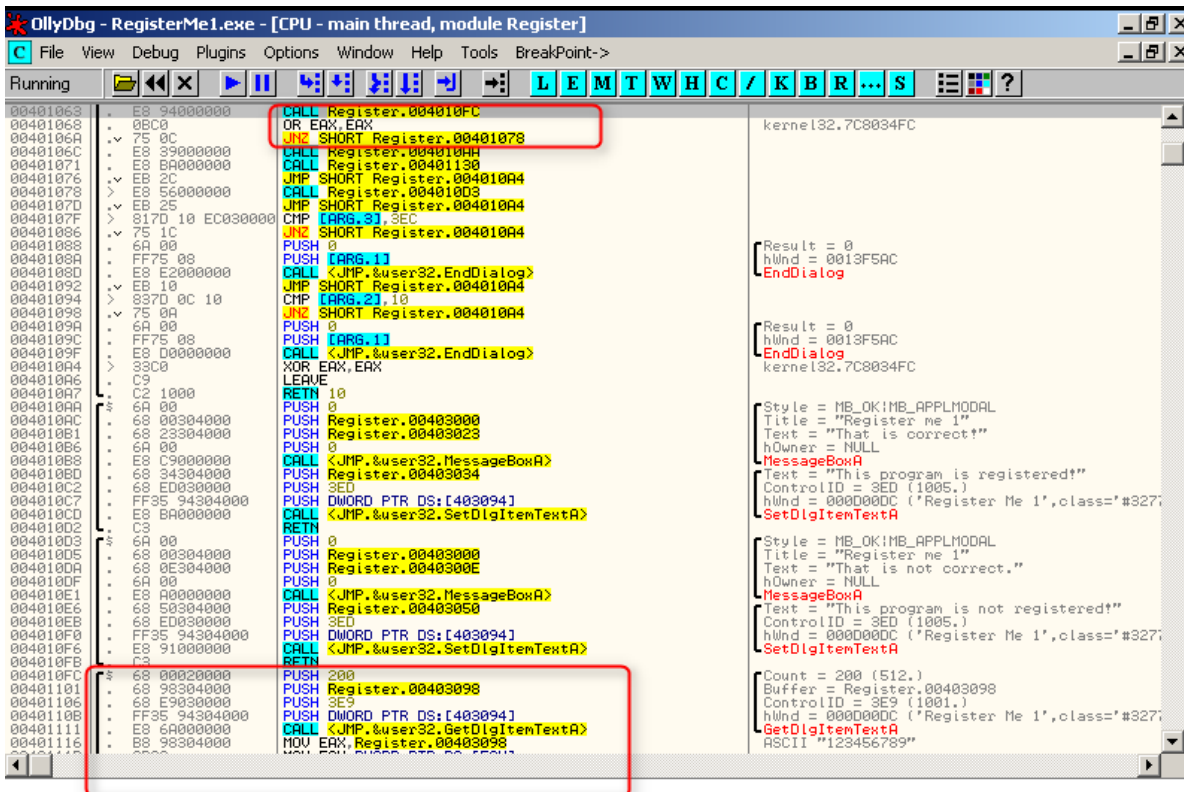 OllyDbg - RegisterMe1.exe - [CPU - main thread, module Register]
C File View Debug Plugins Options Window Help Tools BreakPoint->
Running L E M T W H C / K B R ... S ?
00401063 . E8 94000000 CALL Register.004010FC
00401068 . 0BC0 OR EAX,EAX kernel32.7C8034FC
0040106A .v 75 0C JNZ SHORT Register.00401078
0040106C . E8 39000000 CALL Register.004010AA
00401071 . E8 BA000000 CALL Register.00401130
00401076 .v EB 2C JMP SHORT Register.004010A4
00401078 > E8 56000000 CALL Register.004010D3
0040107D .v EB 25 JMP SHORT Register.004010A4
0040107F > 817D 10 EC030000 CMP [ARG.3],3EC
00401086 .v 75 1C JNZ SHORT Register.004010A4
00401088 . 6A 00 PUSH 0 Result = 0
0040108A . FF75 08 PUSH [ARG.1] hWnd = 0013F5AC
0040108D . E8 E2000000 CALL <JMP.&user32.EndDialog> EndDialog
00401092 .v EB 10 JMP SHORT Register.004010A4
00401094 > 837D 0C 10 CMP [ARG.2],10
00401098 .v 75 0A JNZ SHORT Register.004010A4
0040109A . 6A 00 PUSH 0 Result = 0
0040109C . FF75 08 PUSH [ARG.1] hWnd = 0013F5AC
0040109F . E8 D0000000 CALL <JMP.&user32.EndDialog> EndDialog
004010A4 > 33C0 XOR EAX,EAX kernel32.7C8034FC
004010A6 . C9 LEAVE
004010A7 . C2 1000 RETN 10
004010AA $ 6A 00 PUSH 0 Style = MB_OK|MB_APPLMODAL
004010AC . 68 00304000 PUSH Register.00403000 Title = "Register me 1"
004010B1 . 68 23304000 PUSH Register.00403023 Text = "That is correct!"
004010B6 . 6A 00 PUSH 0 hOwner = NULL
004010B8 . E8 C9000000 CALL <JMP.&user32.MessageBoxA> MessageBoxA
004010BD . 68 34304000 PUSH Register.00403034 Text = "This program is registered!"
004010C2 . 68 ED030000 PUSH 3ED ControlID = 3ED (1005.)
004010C7 . FF35 94304000 PUSH DWORD PTR DS:[403094] hWnd = 000D00DC ('Register Me 1',class='#3277
004010CD . E8 BA000000 CALL <JMP.&user32.SetDlgItemTextA> SetDlgItemTextA
004010D2 . C3 RETN
004010D3 $ 6A 00 PUSH 0 Style = MB_OK|MB_APPLMODAL
004010D5 . 68 00304000 PUSH Register.00403000 Title = "Register me 1"
004010DA . 68 0E304000 PUSH Register.0040300E Text = "That is not correct."
004010DF . 6A 00 PUSH 0 hOwner = NULL
004010E1 . E8 A0000000 CALL <JMP.&user32.MessageBoxA> MessageBoxA
004010E6 . 68 50304000 PUSH Register.00403050 Text = "This program is not registered!"
004010EB . 68 ED030000 PUSH 3ED ControlID = 3ED (1005.)
004010F0 . FF35 94304000 PUSH DWORD PTR DS:[403094] hWnd = 000D00DC ('Register Me 1',class='#3277
004010F6 . E8 91000000 CALL <JMP.&user32.SetDlgItemTextA> SetDlgItemTextA
004010FB . C3 RETN
004010FC $ 68 00020000 PUSH 200 Count = 200 (512.)
00401101 . 68 98304000 PUSH Register.00403098 Buffer = Register.00403098
00401106 . 68 E9030000 PUSH 3E9 ControlID = 3E9 (1001.)
0040110B . FF35 94304000 PUSH DWORD PTR DS:[403094] hWnd = 000D00DC ('Register Me 1',class='#3277
00401111 . E8 6A000000 CALL <JMP.&user32.GetDlgItemTextA> GetDlgItemTextA
00401116 . B8 98304000 MOV EAX,Register.00403098 ASCII "123456789"